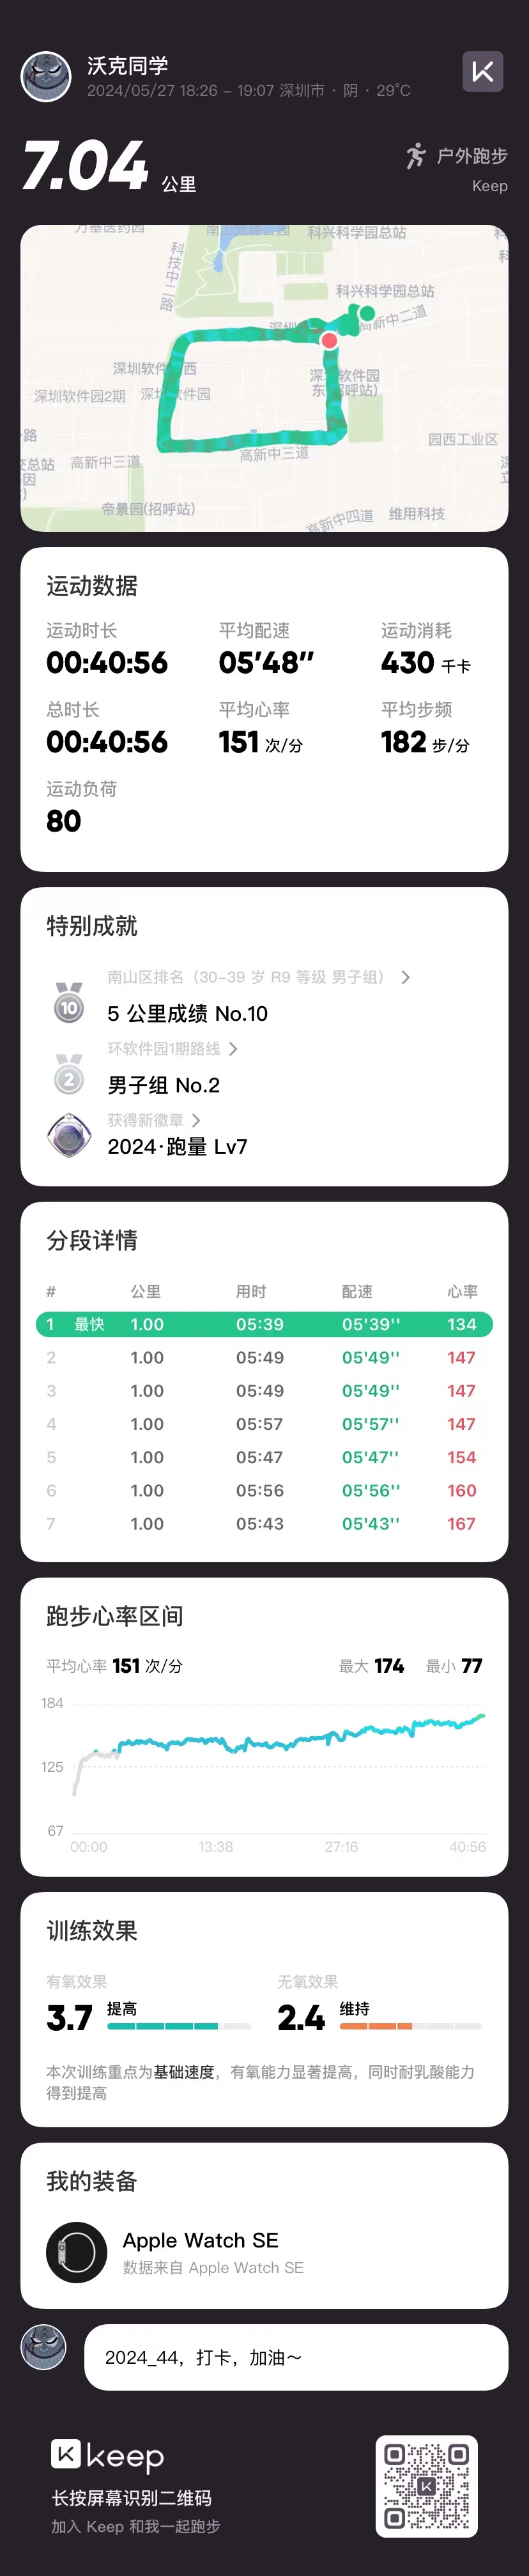 沃克同学
2024/05/27 18:26 – 19:07 深圳市 · 阴 · 29°C
7.04 公里
户外跑步
Keep
万基医药园
科兴科学园总站
科技中二路
科兴科学园总站
高新中二道
深圳软件园 西
深圳软件园
东 招呼站)
深圳软件园2期
路
园西工业区
总站
高新中三道
高新中三道
帝景园(招呼站)
高新中四道
维用科技
运动数据
运动时长 平均配速 运动消耗
00:40:56 05'48'' 430 千卡
总时长 平均心率 平均步频
00:40:56 151 次/分 182 步/分
运动负荷
80
特别成就
南山区排名（30–39 岁 R9 等级 男子组）
10
5 公里成绩 No.10
环软件园1期路线
2
男子组 No.2
获得新徽章
2024·跑量 Lv7
分段详情
# 公里 用时 配速 心率
1 最快 1.00 05:39 05'39'' 134
2 1.00 05:49 05'49'' 147
3 1.00 05:49 05'49'' 147
4 1.00 05:57 05'57'' 147
5 1.00 05:47 05'47'' 154
6 1.00 05:56 05'56'' 160
7 1.00 05:43 05'43'' 167
跑步心率区间
平均心率 151 次/分 最大 174 最小 77
184
125
67
00:00 13:38 27:16 40:56
训练效果
有氧效果 无氧效果
3.7 提高 2.4 维持
本次训练重点为基础速度，有氧能力显著提高，同时耐乳酸能力
得到提高
我的装备
Apple Watch SE
数据来自 Apple Watch SE
2024_44，打卡，加油～
keep
长按屏幕识别二维码
加入 Keep 和我一起跑步